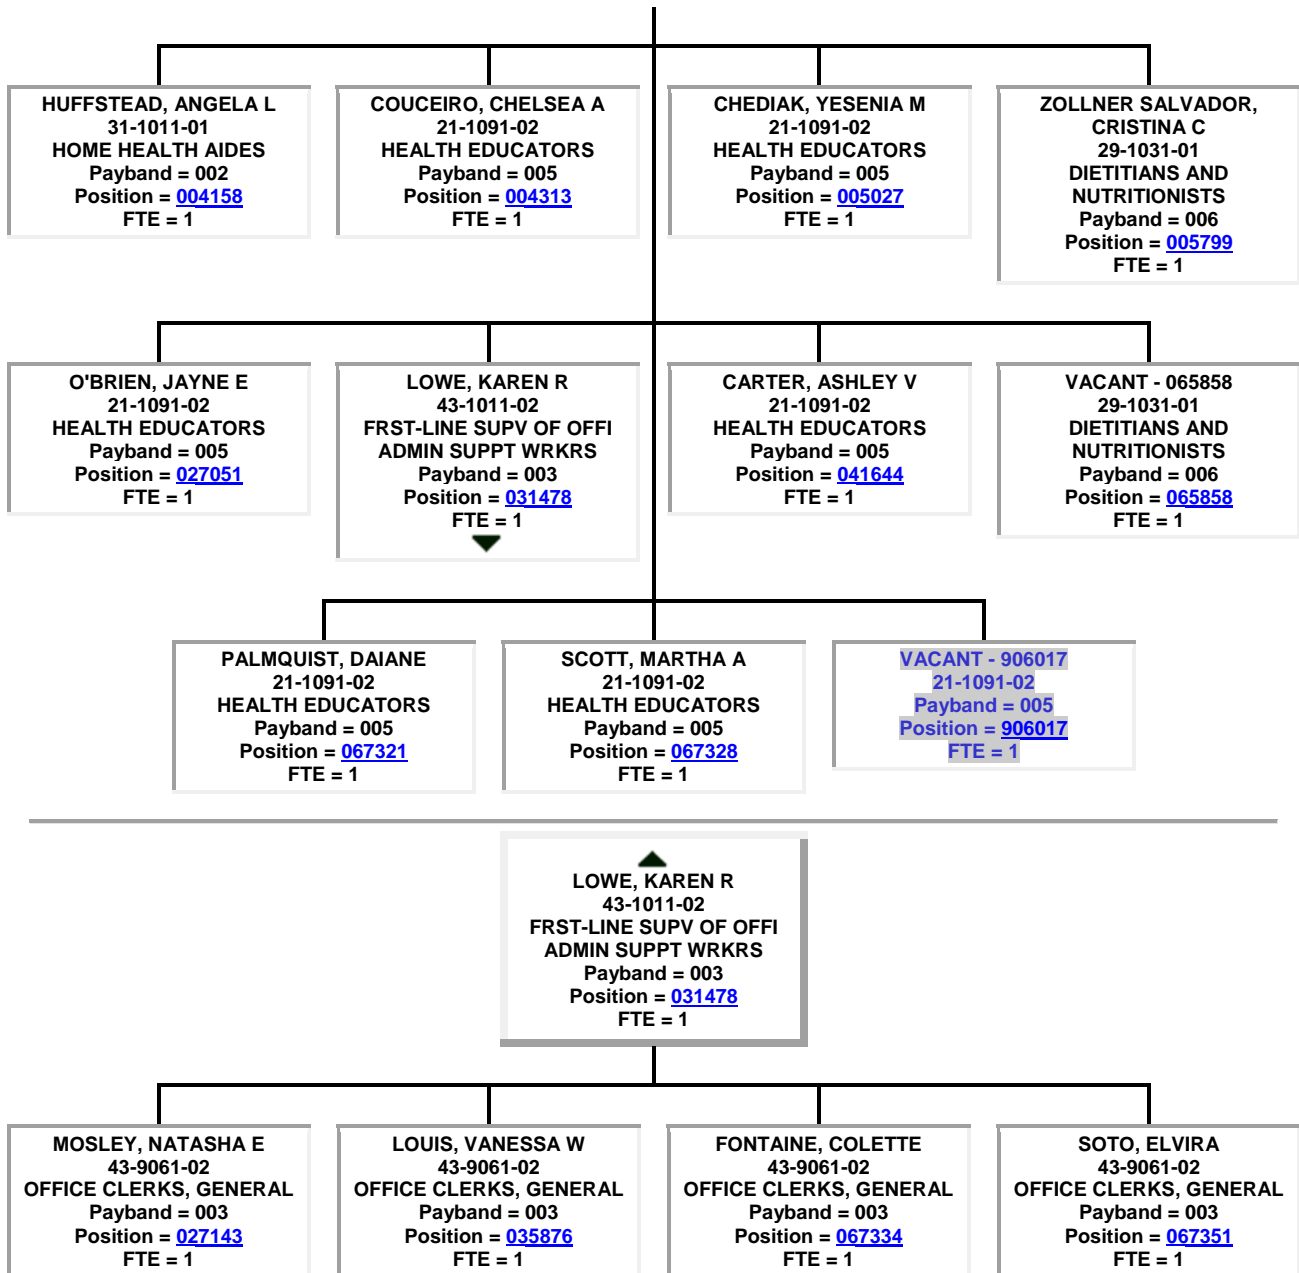 HUFFSTEAD, ANGELA L
31-1011-01
HOME HEALTH AIDES
Payband = 002
Position = 004158
FTE = 1
COUCEIRO, CHELSEA A
21-1091-02
HEALTH EDUCATORS
Payband = 005
Position = 004313
FTE = 1
CHEDIAK, YESENIA M
21-1091-02
HEALTH EDUCATORS
Payband = 005
Position = 005027
FTE = 1
ZOLLNER SALVADOR,
CRISTINA C
29-1031-01
DIETITIANS AND
NUTRITIONISTS
Payband = 006
Position = 005799
FTE = 1
O'BRIEN, JAYNE E
21-1091-02
HEALTH EDUCATORS
Payband = 005
Position = 027051
FTE = 1
LOWE, KAREN R
43-1011-02
FRST-LINE SUPV OF OFFI
ADMIN SUPPT WRKRS
Payband = 003
Position = 031478
FTE = 1
CARTER, ASHLEY V
21-1091-02
HEALTH EDUCATORS
Payband = 005
Position = 041644
FTE = 1
VACANT - 065858
29-1031-01
DIETITIANS AND
NUTRITIONISTS
Payband = 006
Position = 065858
FTE = 1
PALMQUIST, DAIANE
21-1091-02
HEALTH EDUCATORS
Payband = 005
Position = 067321
FTE = 1
SCOTT, MARTHA A
21-1091-02
HEALTH EDUCATORS
Payband = 005
Position = 067328
FTE = 1
VACANT - 906017
21-1091-02
Payband = 005
Position = 906017
FTE = 1
LOWE, KAREN R
43-1011-02
FRST-LINE SUPV OF OFFI
ADMIN SUPPT WRKRS
Payband = 003
Position = 031478
FTE = 1
MOSLEY, NATASHA E
43-9061-02
OFFICE CLERKS, GENERAL
Payband = 003
Position = 027143
FTE = 1
LOUIS, VANESSA W
43-9061-02
OFFICE CLERKS, GENERAL
Payband = 003
Position = 035876
FTE = 1
FONTAINE, COLETTE
43-9061-02
OFFICE CLERKS, GENERAL
Payband = 003
Position = 067334
FTE = 1
SOTO, ELVIRA
43-9061-02
OFFICE CLERKS, GENERAL
Payband = 003
Position = 067351
FTE = 1